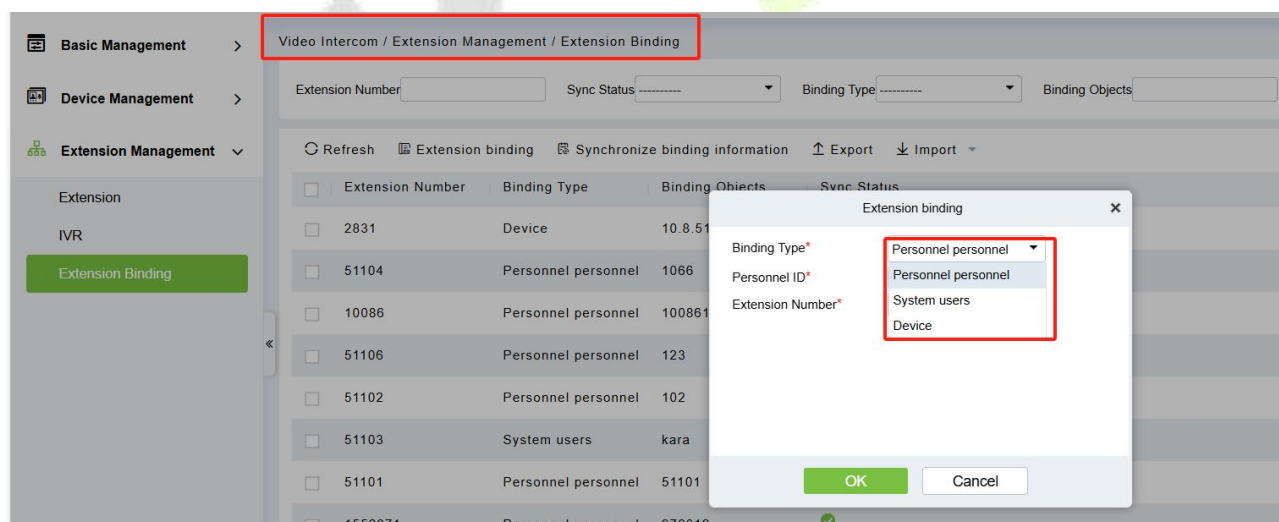 Basic Management
Device Management
Extension Management
Extension
IVR
Extension Binding
Video Intercom / Extension Management / Extension Binding
Extension Number Sync Status ---------- Binding Type ---------- Binding Objects
Refresh Extension binding Synchronize binding information Export Import
Extension Number Binding Type Binding Objects Sync Status
2831 Device 10.8.51
51104 Personnel personnel 1066
10086 Personnel personnel 100861
51106 Personnel personnel 123
51102 Personnel personnel 102
51103 System users kara
51101 Personnel personnel 51101
Extension binding
Binding Type* Personnel personnel
Personnel ID* Personnel personnel
Extension Number* System users
Device
OK Cancel